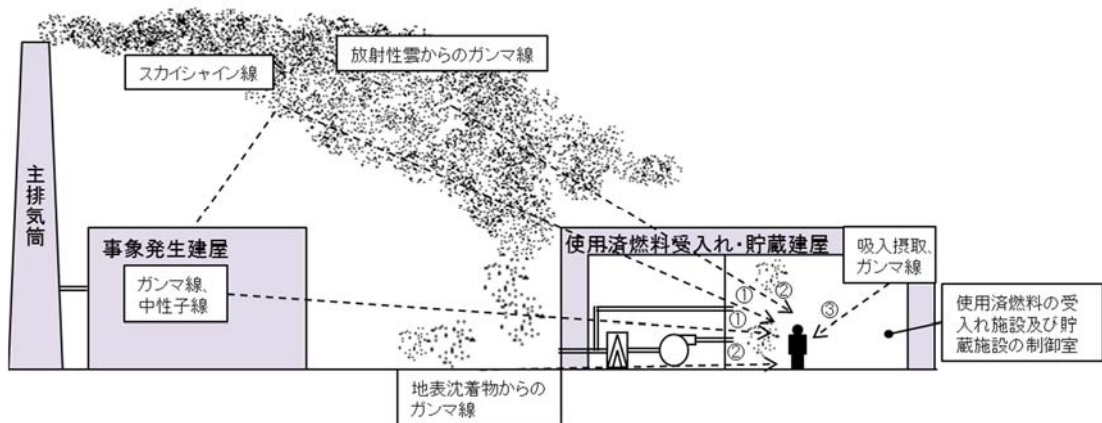 スカイシャイン線
放射性雲からのガンマ線
主排気筒
事象発生建屋
ガンマ線、
中性子線
使用済燃料受入れ・貯蔵建屋
吸入摂取、
ガンマ線
①
②
①
③
②
使用済燃料の受
入れ施設及び貯
蔵施設の制御室
地表沈着物からの
ガンマ線